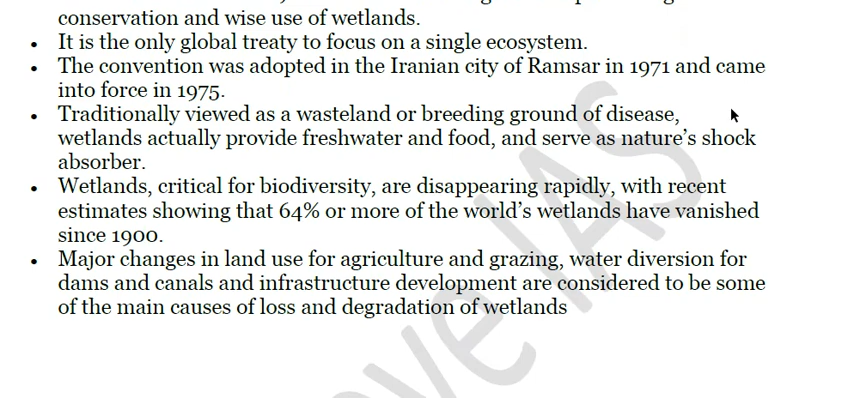 conservation and wise use of wetlands.
• It is the only global treaty to focus on a single ecosystem.
• The convention was adopted in the Iranian city of Ramsar in 1971 and came
into force in 1975.
• Traditionally viewed as a wasteland or breeding ground of disease,
wetlands actually provide freshwater and food, and serve as nature’s shock
absorber.
• Wetlands, critical for biodiversity, are disappearing rapidly, with recent
estimates showing that 64% or more of the world’s wetlands have vanished
since 1900.
• Major changes in land use for agriculture and grazing, water diversion for
dams and canals and infrastructure development are considered to be some
of the main causes of loss and degradation of wetlands
IAS